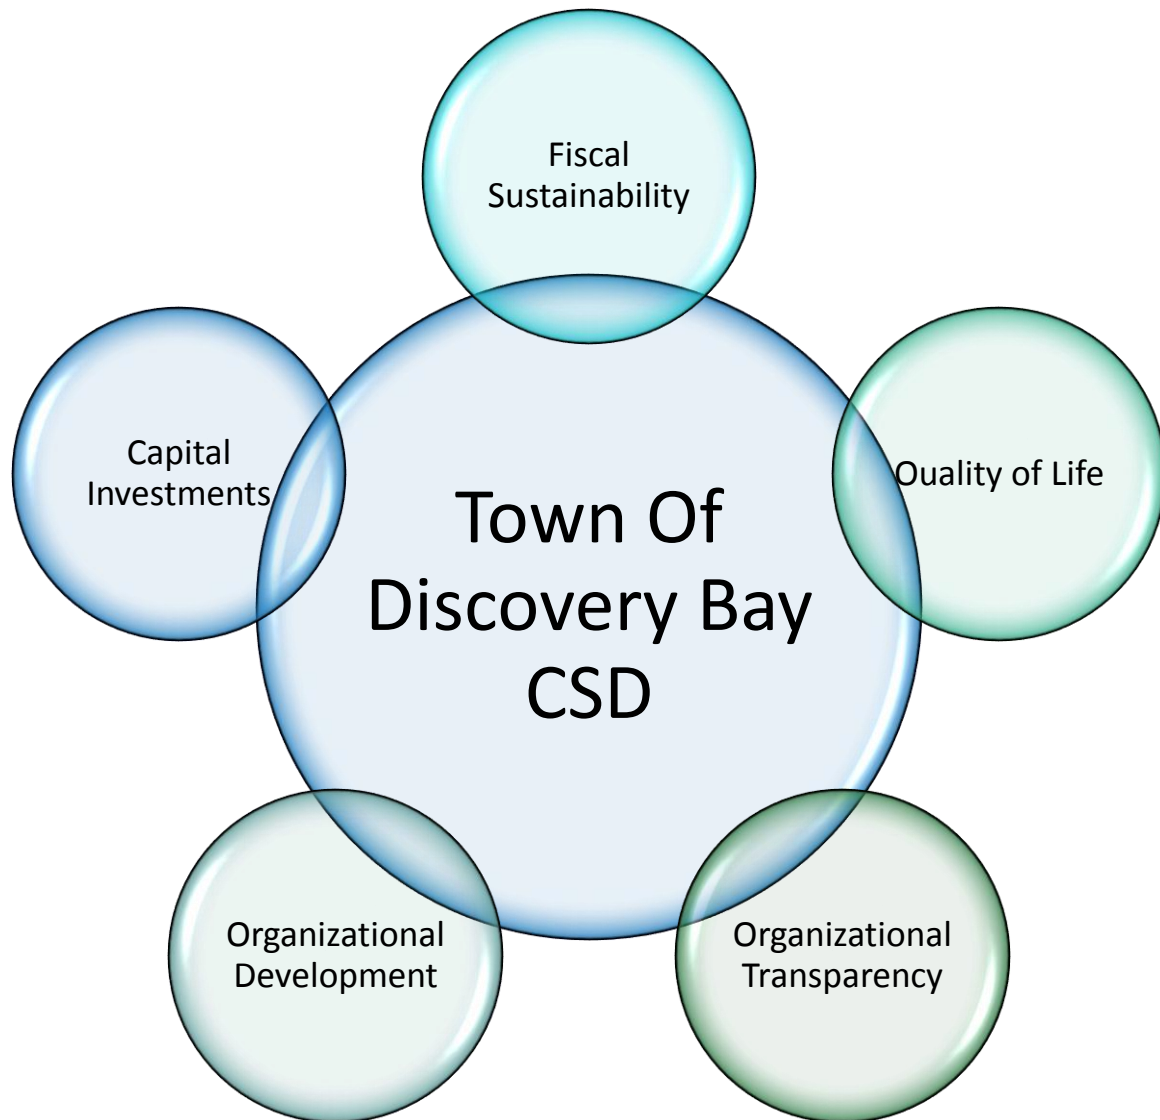 Fiscal
Sustainability
Capital
Investments
Quality of Life
Town Of
Discovery Bay
CSD
Organizational
Development
Organizational
Transparency